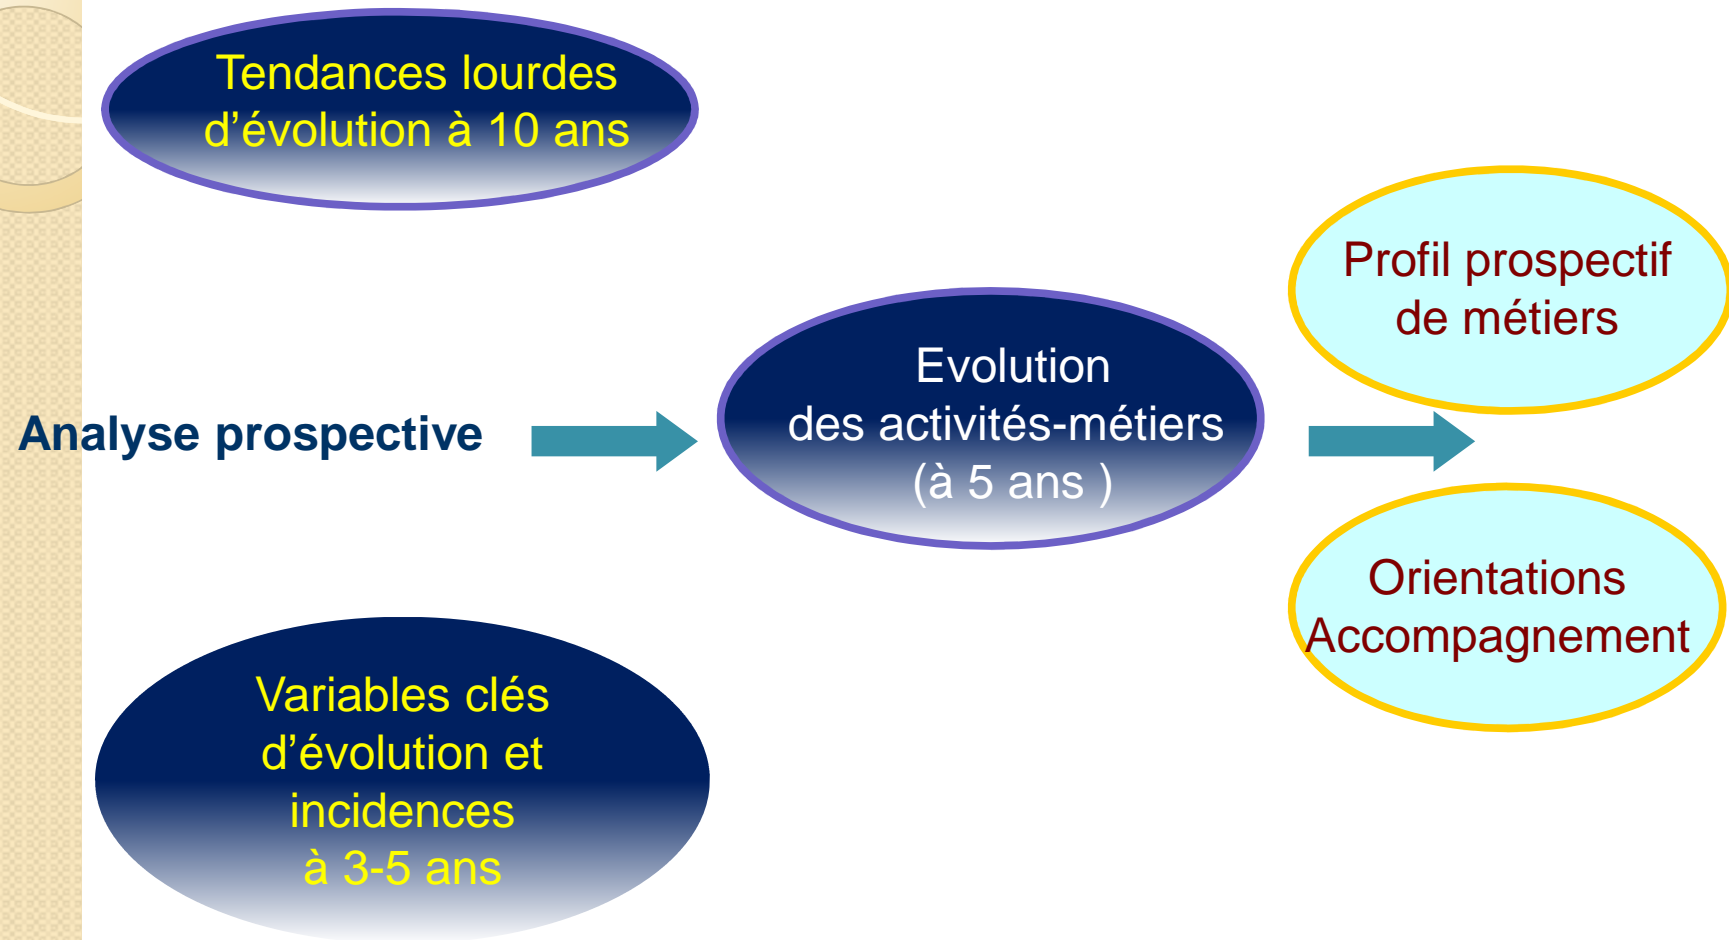 Tendances lourdes
d’évolution à 10 ans
Analyse prospective
Variables clés
d’évolution et
incidences
à 3-5 ans
Evolution
des activités-métiers
(à 5 ans )
Profil prospectif
de métiers
Orientations
Accompagnement